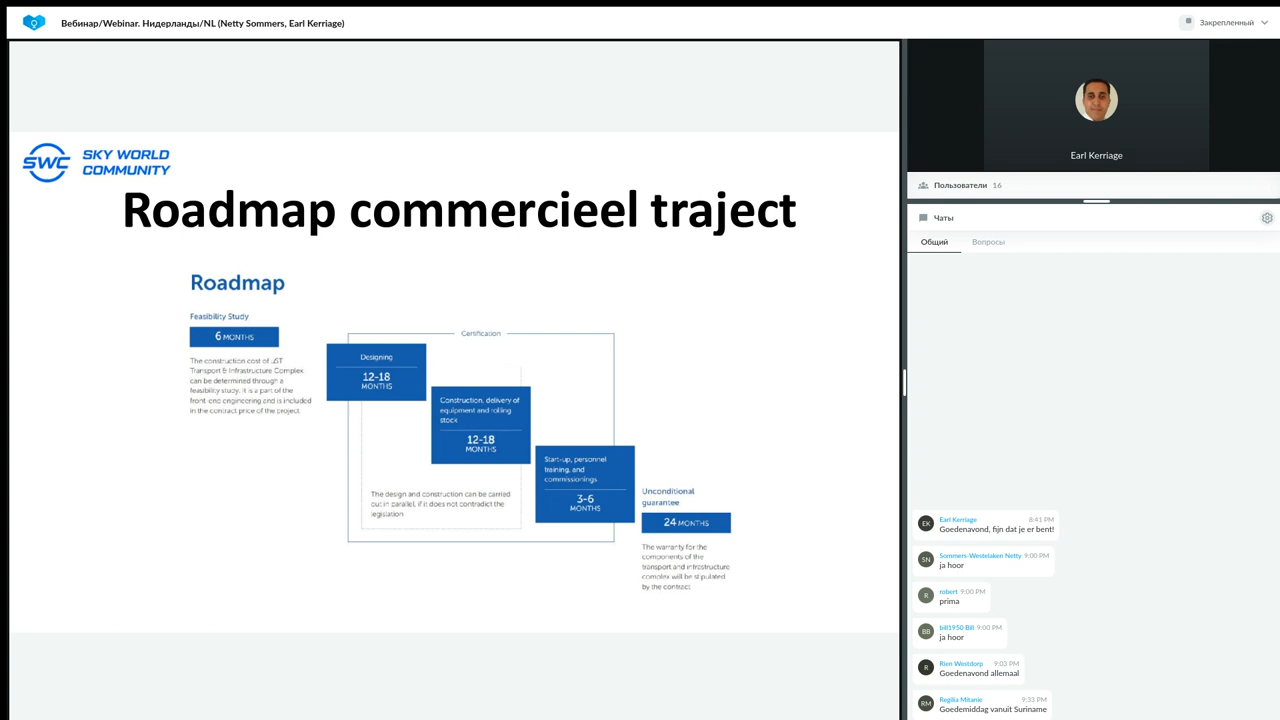 Вебинар/Webinar. Нидерланды/NL (Netty Sommers, Earl Kerriage)
Закрепленный
SWC
SKY WORLD
COMMUNITY
Roadmap commercieel traject
Roadmap
Feasibility Study
6 MONTHS
The construction cost of uST
Transport & Infrastructure Complex
can be determined through a
feasibility study. It is a part of the
front-end engineering and is included
in the contract price of the project
Certification
Designing
12-18
MONTHS
Construction, delivery of
equipment and rolling
stock
12-18
MONTHS
Start-up, personnel
training, and
commissionings
3-6
MONTHS
The design and construction can be carried
out in parallel, if it does not contradict the
legislation
Unconditional
guarantee
24 MONTHS
The warranty for the
components of the
transport and infrastructure
complex will be stipulated
by the contract
Earl Kerriage
Пользователи 16
Чаты
Общий Вопросы
EK Earl Kerriage 8:41 PM
Goedenavond, fijn dat je er bent!
SN Sommers-Westelaken Netty 9:00 PM
ja hoor
R robert 9:00 PM
prima
BB bill1950 Bill 9:00 PM
ja hoor
R Rien Westdorp 9:03 PM
Goedenavond allemaal
RM Regilia Mitanie 9:33 PM
Goedemiddag vanuit Suriname